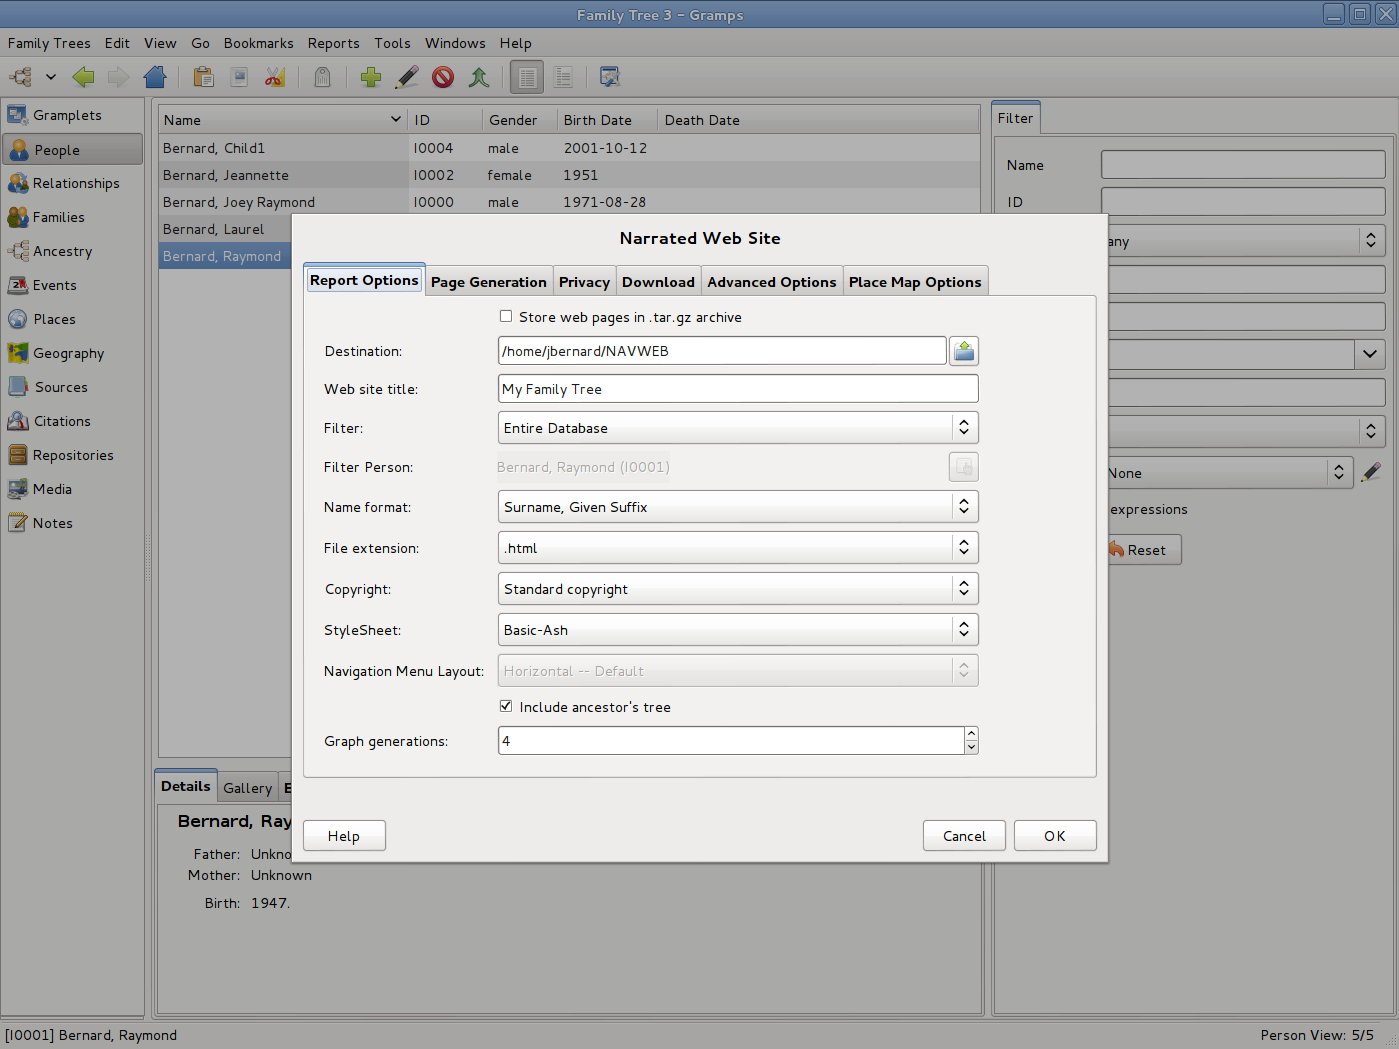 Family Tree 3 - Gramps
Family Trees Edit View Go Bookmarks Reports Tools Windows Help
Gramplets
People
Relationships
Families
Ancestry
Events
Places
Geography
Sources
Citations
Repositories
Media
Notes
Name ID Gender Birth Date Death Date
Bernard, Child1 I0004 male 2001-10-12
Bernard, Jeannette I0002 female 1951
Bernard, Joey Raymond I0000 male 1971-08-28
Bernard, Laurel
Bernard, Raymond
Filter
Name
ID
any
None
expressions
Reset
Narrated Web Site
Report Options Page Generation Privacy Download Advanced Options Place Map Options
Store web pages in .tar.gz archive
Destination: /home/jbernard/NAVWEB
Web site title: My Family Tree
Filter: Entire Database
Filter Person: Bernard, Raymond (I0001)
Name format: Surname, Given Suffix
File extension: .html
Copyright: Standard copyright
StyleSheet: Basic-Ash
Navigation Menu Layout: Horizontal -- Default
Include ancestor's tree
Graph generations: 4
Help Cancel OK
Details Gallery E
Bernard, Ray
Father: Unkno
Mother: Unknown
Birth: 1947.
[I0001] Bernard, Raymond
Person View: 5/5